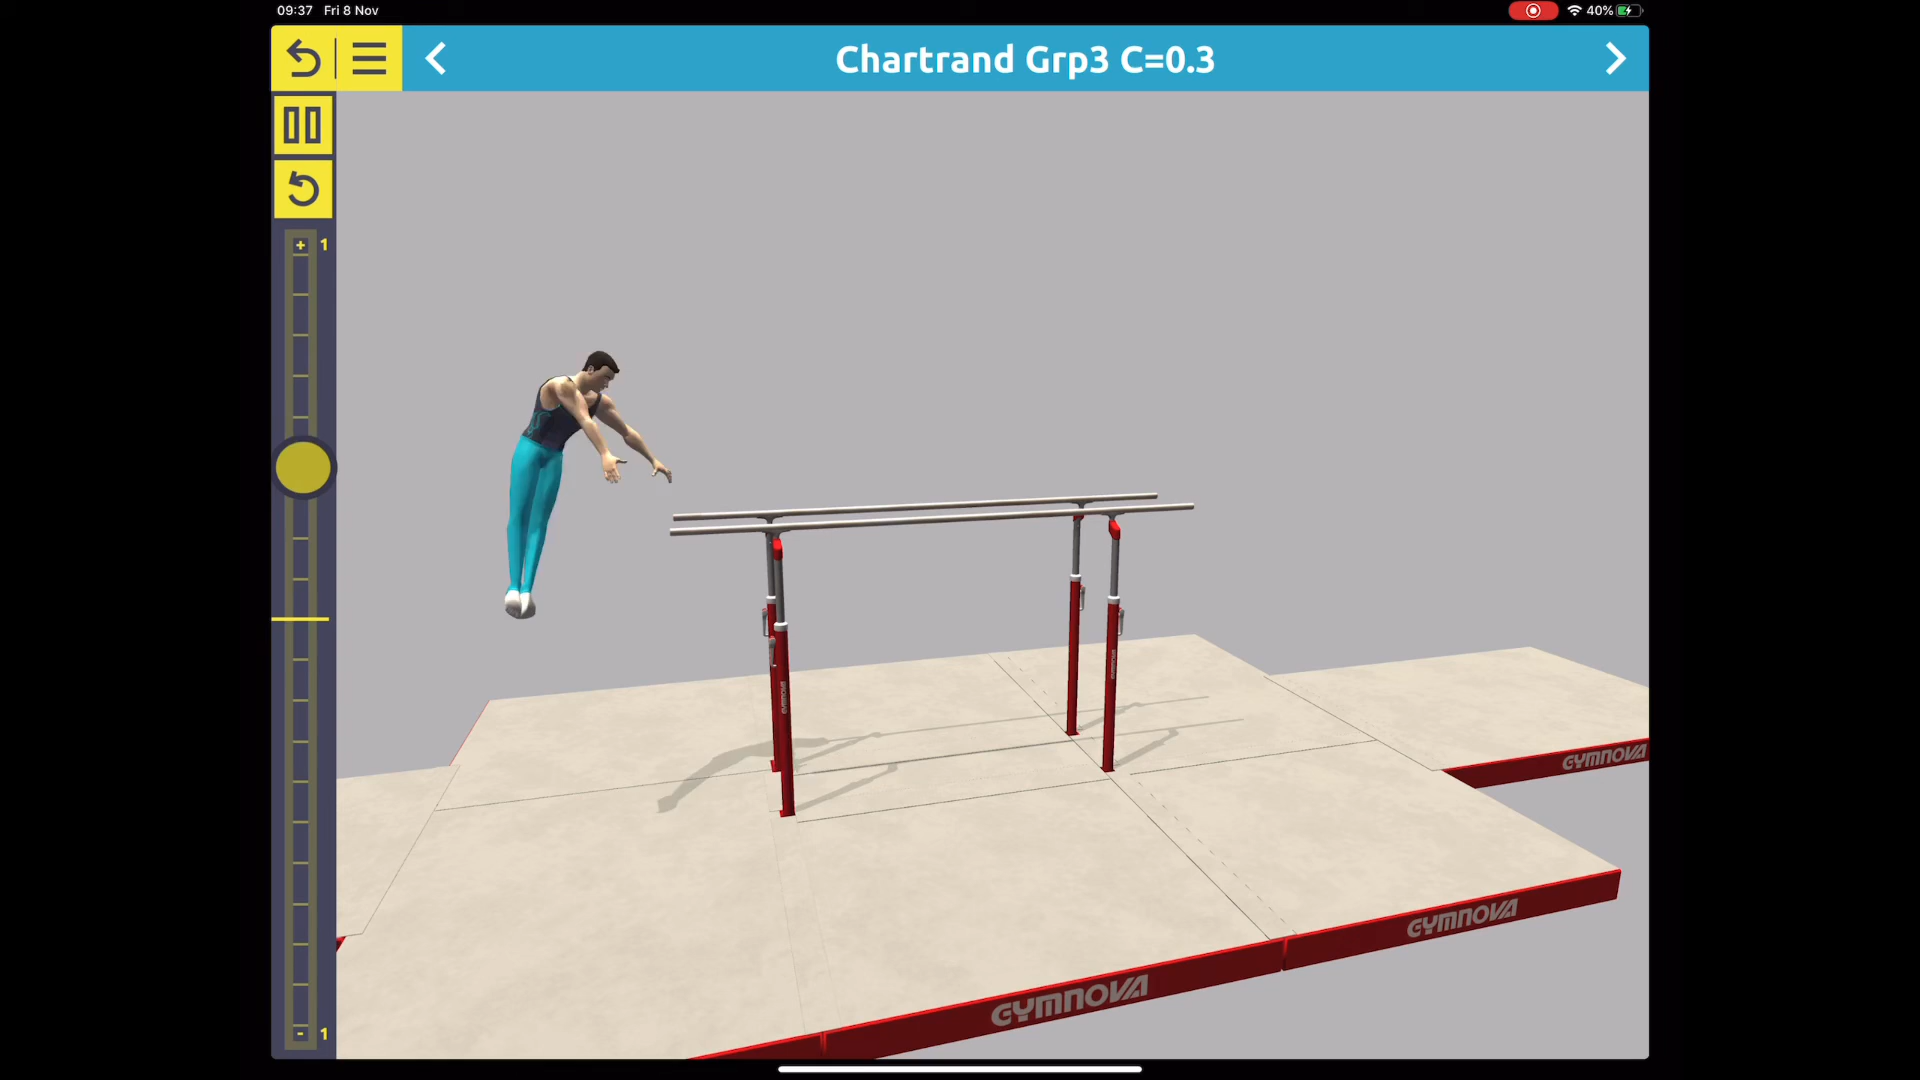 09:37 Fri 8 Nov
40%
Chartrand Grp3 C=0.3
+ 1
- 1
GYMNOVA
GYMNOVA
GYMNOVA